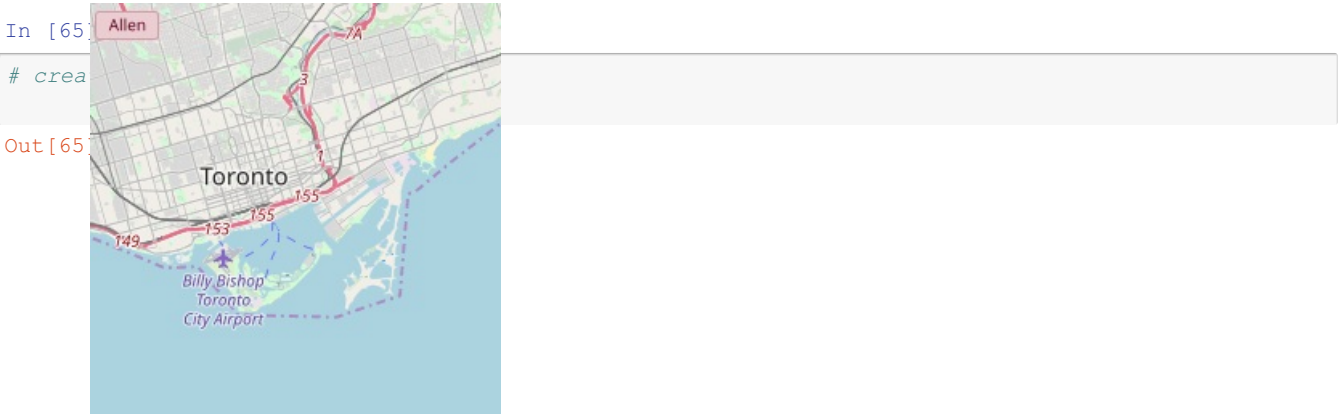 In [65]
Allen
7A
# crea
3
Out[65]
1
Toronto
155
155
153
149
Billy Bishop
Toronto
City Airport